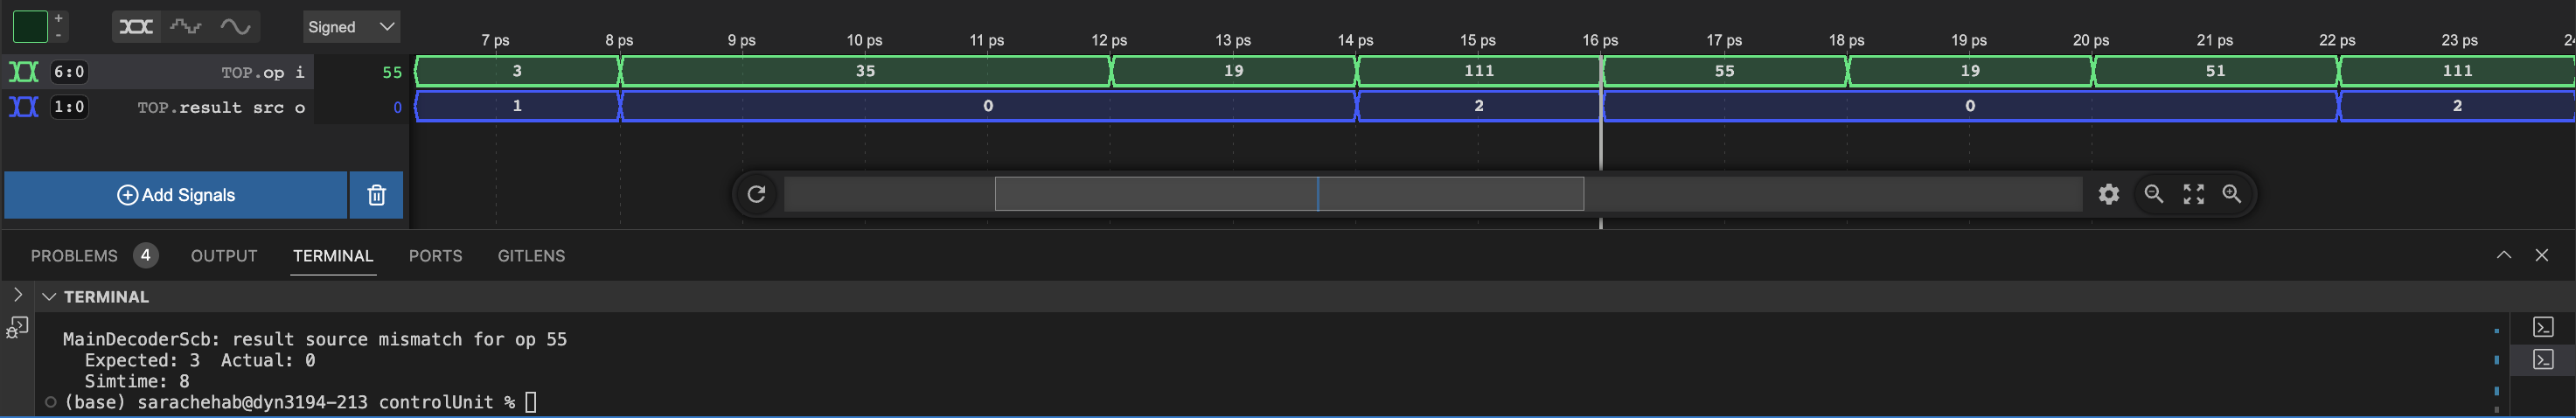 +
-
Signed
7 ps 8 ps 9 ps 10 ps 11 ps 12 ps 13 ps 14 ps 15 ps 16 ps 17 ps 18 ps 19 ps 20 ps 21 ps 22 ps 23 ps 24
6:0 TOP.op i 55 3 35 19 111 55 19 51 111
1:0 TOP.result src o 0 1 0 2 0 2
Add Signals
PROBLEMS 4 OUTPUT TERMINAL PORTS GITLENS
TERMINAL
MainDecoderScb: result source mismatch for op 55
Expected: 3 Actual: 0
Simtime: 8
(base) sarachehab@dyn3194-213 controlUnit %